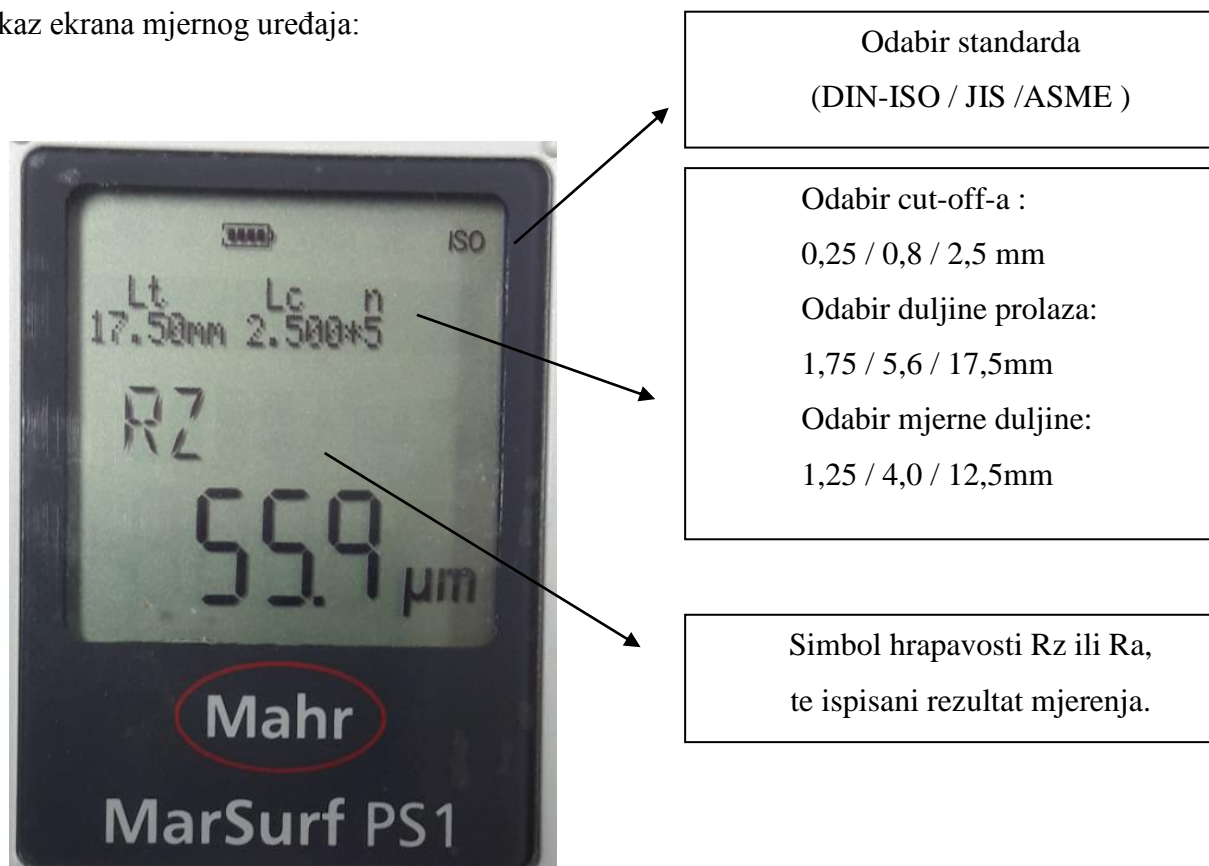 kaz ekrana mjernog uređaja:
Odabir standarda
(DIN-ISO / JIS /ASME )
Odabir cut-off-a :
0,25 / 0,8 / 2,5 mm
Odabir duljine prolaza:
1,75 / 5,6 / 17,5mm
Odabir mjerne duljine:
1,25 / 4,0 / 12,5mm
Simbol hrapavosti Rz ili Ra,
te ispisani rezultat mjerenja.
ISO
Lt Lc n
17.50mm 2.500*5
RZ
55.9 µm
Mahr
MarSurf PS1